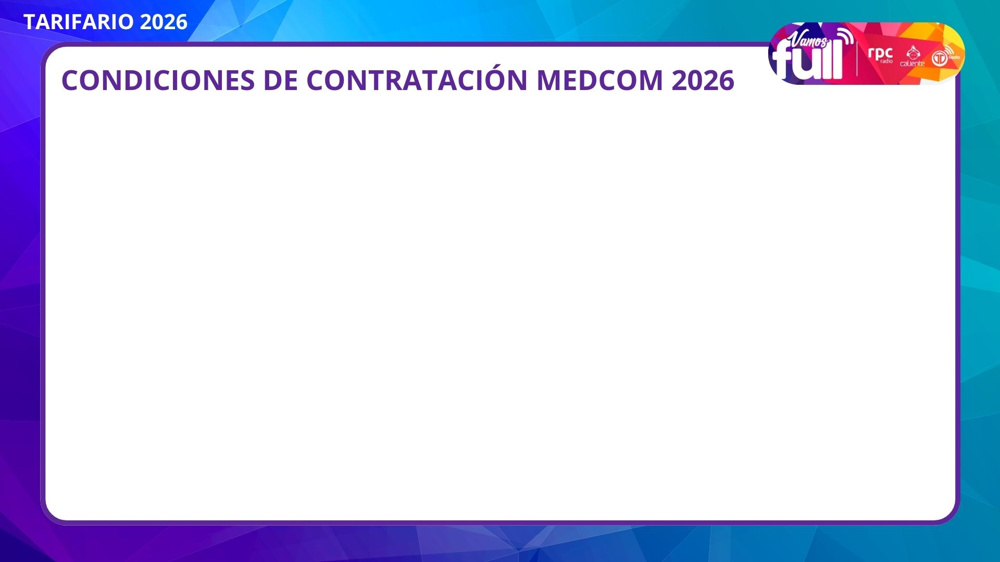 TARIFARIO 2026
CONDICIONES DE CONTRATACIÓN MEDCOM 2026
Vamos
full
rpc
radio
caliente
Radio